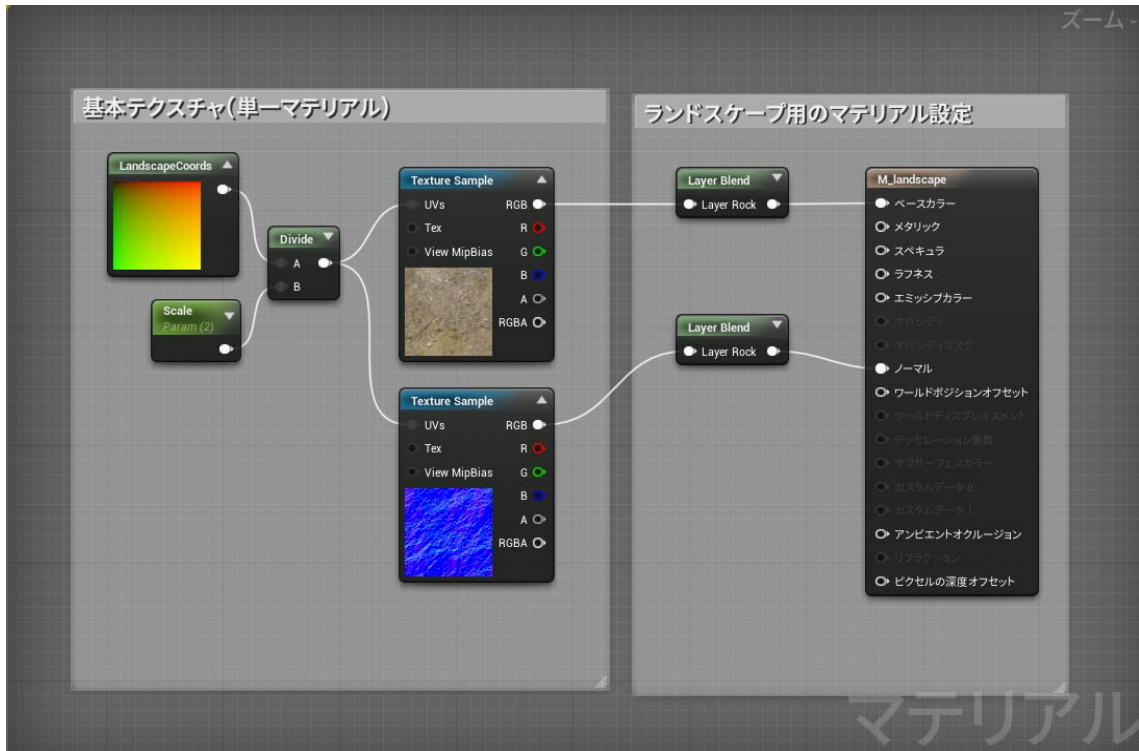 ズーム -
基本テクスチャ(単一マテリアル)
ランドスケープ用のマテリアル設定
LandscapeCoords
Divide
A
B
Scale
Param (2)
Texture Sample
UVs
RGB
Tex
R
View MipBias
G
B
A
RGBA
Texture Sample
UVs
RGB
Tex
R
View MipBias
G
B
A
RGBA
Layer Blend
Layer Rock
Layer Blend
Layer Rock
M_landscape
ベースカラー
メタリック
スペキュラ
ラフネス
エミッシブカラー
オパシティ
オパシティマスク
ノーマル
ワールドポジションオフセット
ワールドディスプレイスメント
テッセレーション乗数
サブサーフェスカラー
カスタムデータ 0
カスタムデータ 1
アンビエントオクルージョン
リフラクション
ピクセルの深度オフセット
マテリアル